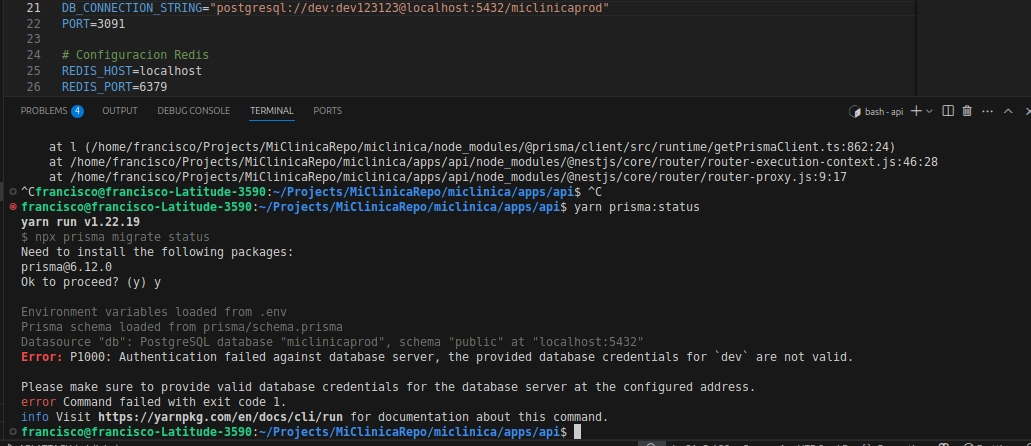 21 DB_CONNECTION_STRING="postgresql://dev:dev123123@localhost:5432/miclinicaprod"
22 PORT=3091
23
24 # Configuracion Redis
25 REDIS_HOST=localhost
26 REDIS_PORT=6379
PROBLEMS 4 OUTPUT DEBUG CONSOLE TERMINAL PORTS bash - api
at l (/home/francisco/Projects/MiClinicaRepo/miclinica/node_modules/@prisma/client/src/runtime/getPrismaClient.ts:862:24)
at /home/francisco/Projects/MiClinicaRepo/miclinica/apps/api/node_modules/@nestjs/core/router/router-execution-context.js:46:28
at /home/francisco/Projects/MiClinicaRepo/miclinica/apps/api/node_modules/@nestjs/core/router/router-proxy.js:9:17
^Cfrancisco@francisco-Latitude-3590:~/Projects/MiClinicaRepo/miclinica/apps/api$ ^C
francisco@francisco-Latitude-3590:~/Projects/MiClinicaRepo/miclinica/apps/api$ yarn prisma:status
yarn run v1.22.19
$ npx prisma migrate status
Need to install the following packages:
prisma@6.12.0
Ok to proceed? (y) y
Environment variables loaded from .env
Prisma schema loaded from prisma/schema.prisma
Datasource "db": PostgreSQL database "miclinicaprod", schema "public" at "localhost:5432"
Error: P1000: Authentication failed against database server, the provided database credentials for `dev` are not valid.
Please make sure to provide valid database credentials for the database server at the configured address.
error Command failed with exit code 1.
info Visit https://yarnpkg.com/en/docs/cli/run for documentation about this command.
francisco@francisco-Latitude-3590:~/Projects/MiClinicaRepo/miclinica/apps/api$